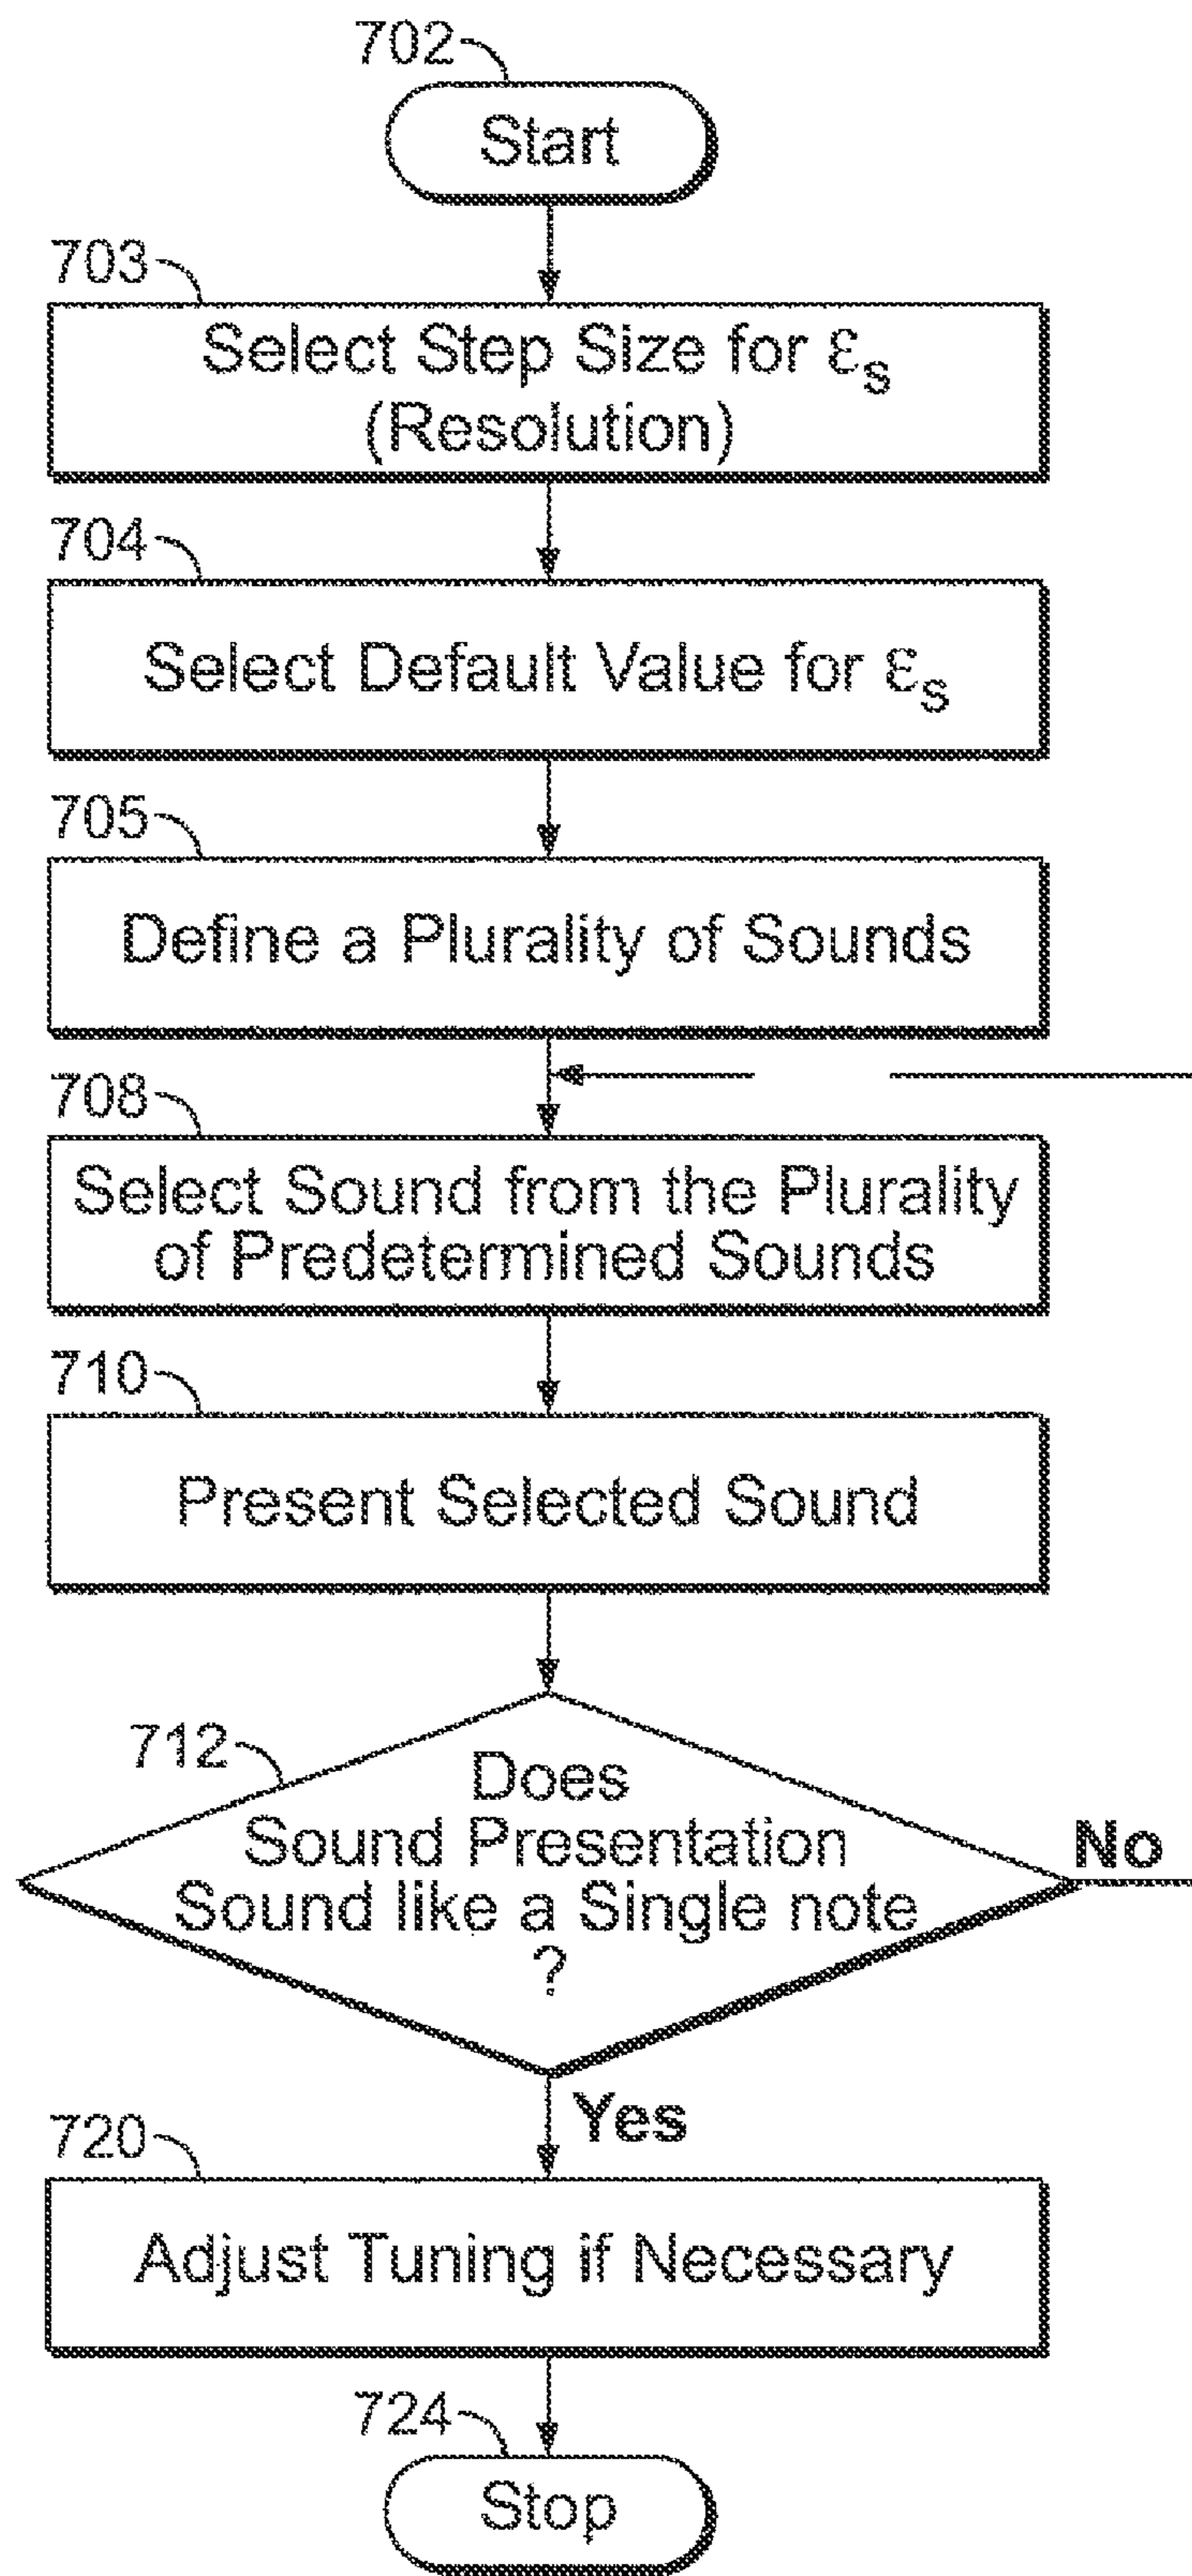 702
Start
703
Select Step Size for εs
(Resolution)
704
Select Default Value for εs
705
Define a Plurality of Sounds
708
Select Sound from the Plurality
of Predetermined Sounds
710
Present Selected Sound
712
Does
Sound Presentation
Sound like a Single note
?
No
Yes
720
Adjust Tuning if Necessary
724
Stop